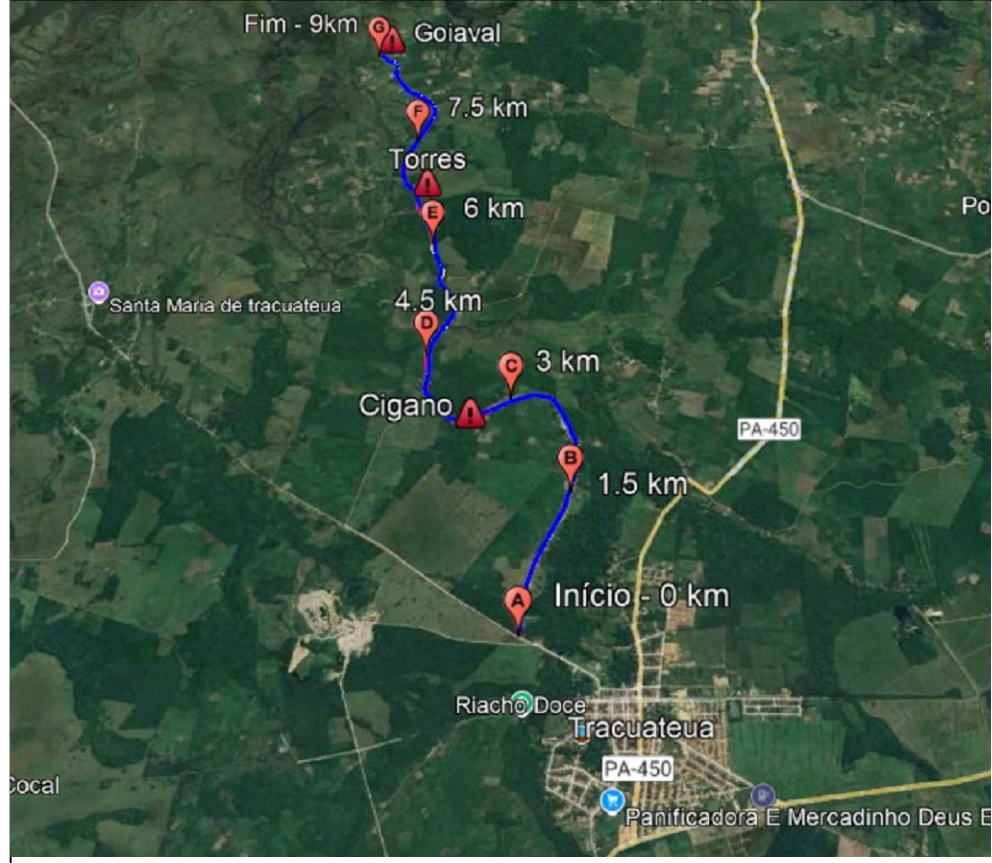 Fim - 9km
G
Goiaval
F
7.5 km
Torres
E
6 km
Po
Santa Maria de tracuateua
4.5 km
D
C
3 km
Cigano
PA-450
B
1.5 km
A
Início - 0 km
Riacho Doce
Tracuateua
PA-450
Cocal
Panificadora E Mercadinho Deus E